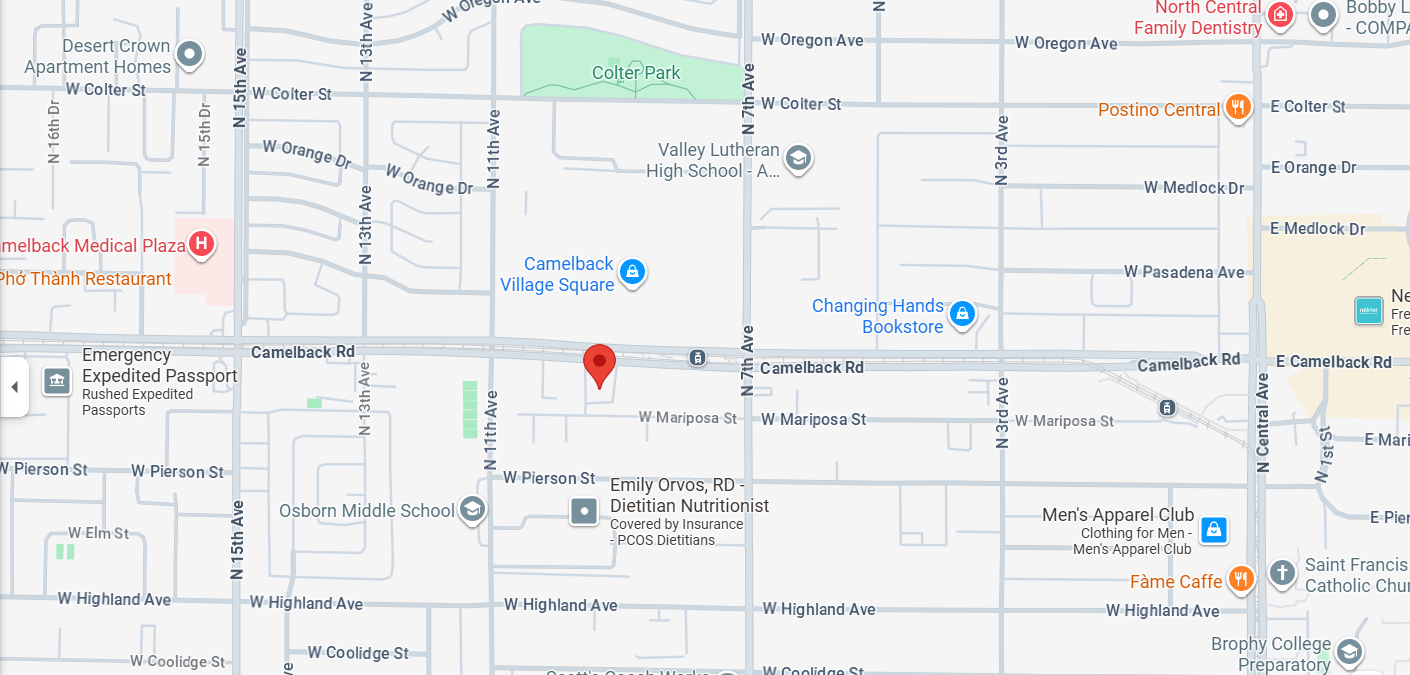 W Oregon Ave
North Central
Family Dentistry
Bobby L
- COMPA
N 13th Ave
N
Desert Crown
Apartment Homes
W Oregon Ave
W Oregon Ave
Colter Park
W Colter St
N 15th Ave
W Colter St
N 7th Ave
W Colter St
Postino Central
E Colter St
N 16th Dr
N 15th Dr
N 11th Ave
N 3rd Ave
W Orange Dr
W Orange Dr
Valley Lutheran
High School - A...
E Orange Dr
W Medlock Dr
N 13th Ave
E Medlock Dr
amelback Medical Plaza
H
Phở Thành Restaurant
Camelback
Village Square
W Pasadena Ave
Changing Hands
Bookstore
nékter
Ne
Fre
Fre
Camelback Rd
N 7th Ave
Camelback Rd
Camelback Rd
E Camelback Rd
Emergency
Expedited Passport
Rushed Expedited
Passports
N 13th Ave
N 11th Ave
W Mariposa St
W Mariposa St
N 3rd Ave
W Mariposa St
N Central Ave
N 1st St
E Mari
W Pierson St
W Pierson St
W Pierson St
Osborn Middle School
Emily Orvos, RD -
Dietitian Nutritionist
Covered by Insurance
- PCOS Dietitians
Men's Apparel Club
Clothing for Men -
Men's Apparel Club
E Pier
W Elm St
N 15th Ave
Fàme Caffe
Saint Francis
Catholic Chur
W Highland Ave
W Highland Ave
W Highland Ave
W Highland Ave
W Highland Ave
W Coolidge St
W Coolidge St
Brophy College
Preparatory
ve
Scott's Coach Works
W Coolidge St